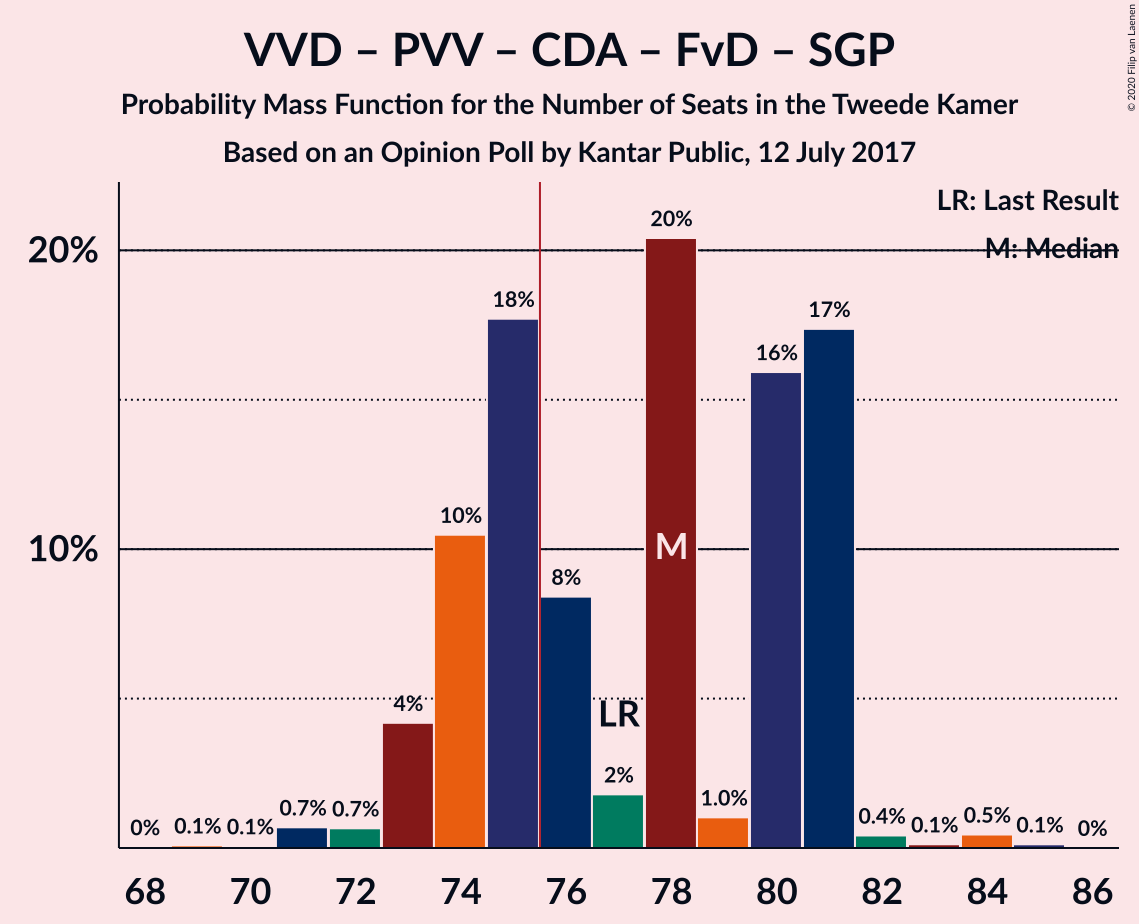 VVD – PVV – CDA – FvD – SGP
Probability Mass Function for the Number of Seats in the Tweede Kamer
Based on an Opinion Poll by Kantar Public, 12 July 2017
© 2020 Filip van Laenen
LR: Last Result
M: Median
20%
10%
0%
0.1%
0.1%
0.7%
0.7%
4%
10%
18%
8%
LR
2%
20%
M
1.0%
16%
17%
0.4%
0.1%
0.5%
0.1%
0%
68 70 72 74 76 78 80 82 84 86